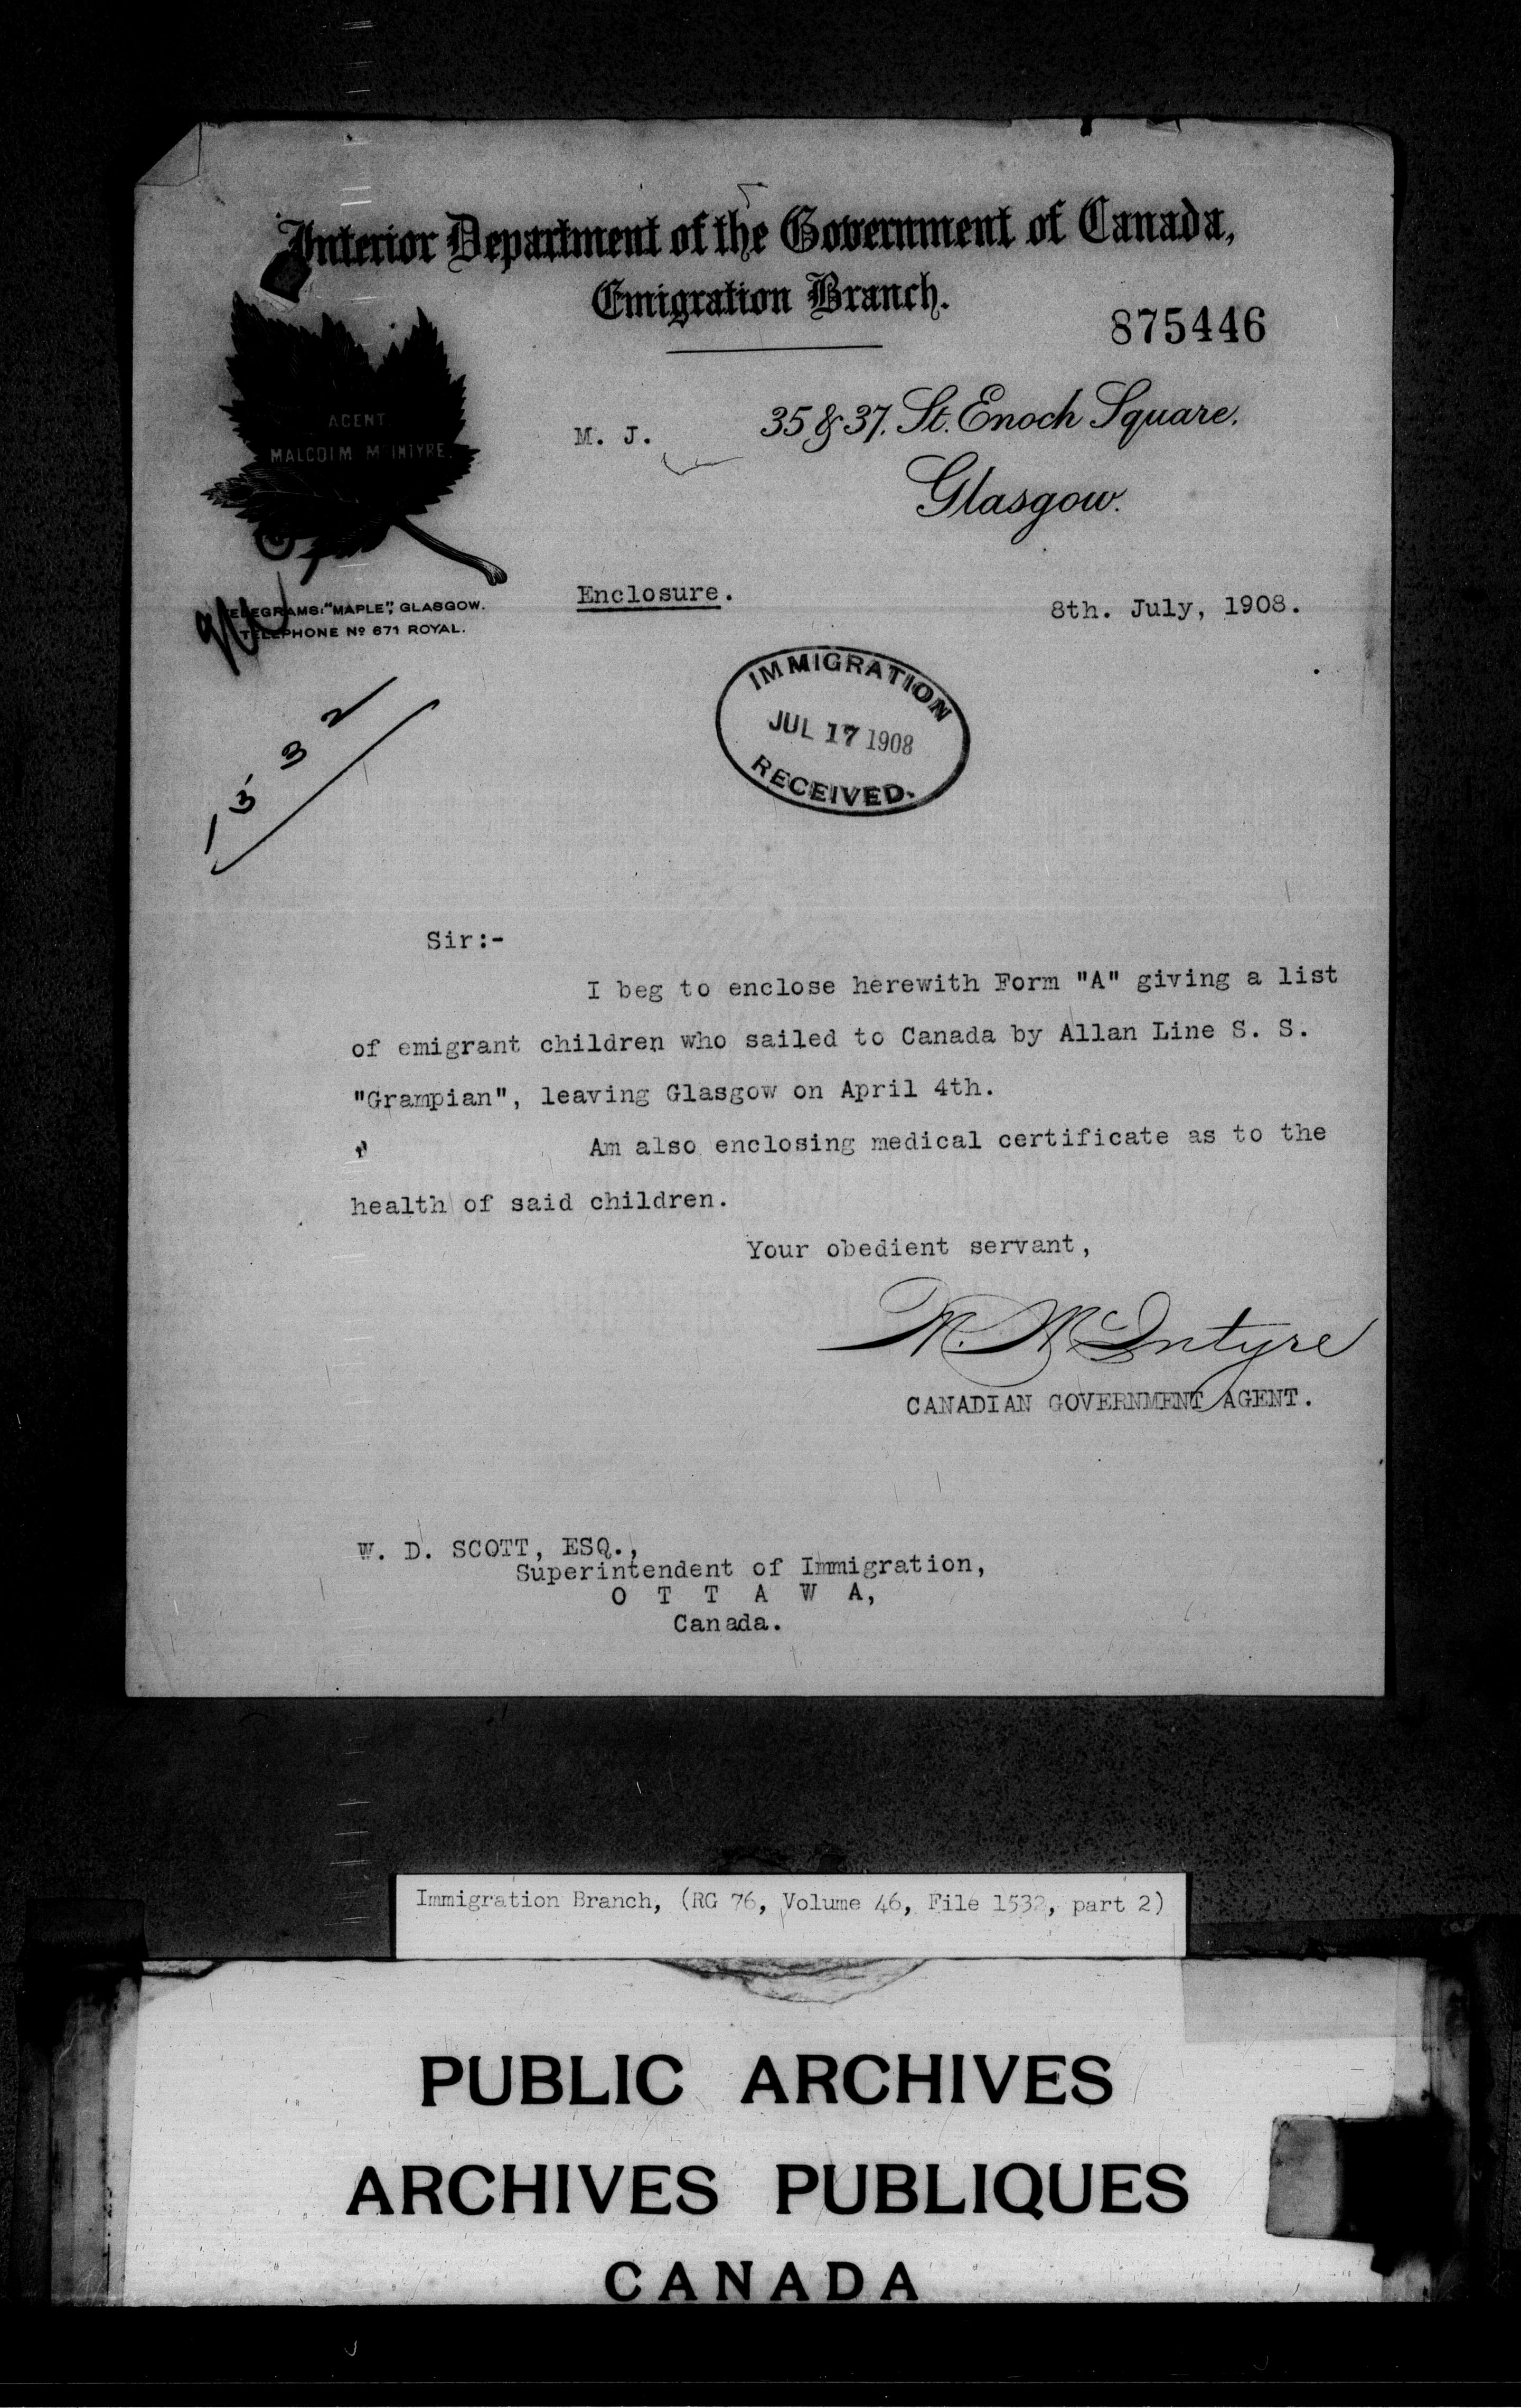 Interior Department of the Government of Canada,
Emigration Branch.
875446
AGENT
MALCOLM McINTYRE.
M. J.
35 & 37. St. Enoch Square.
Glasgow.
TELEGRAMS: "MAPLE", GLASGOW.
TELEPHONE No 671 ROYAL.
Enclosure.
8th. July, 1908.
IMMIGRATION
JUL 17 1908
RECEIVED.
1532
Sir:-
I beg to enclose herewith Form "A" giving a list
of emigrant children who sailed to Canada by Allan Line S. S.
"Grampian", leaving Glasgow on April 4th.
Am also enclosing medical certificate as to the
health of said children.
Your obedient servant,
M. McIntyre
CANADIAN GOVERNMENT AGENT.
W. D. SCOTT, ESQ.,
Superintendent of Immigration,
O T T A W A,
Canada.
Immigration Branch, (RG 76, Volume 46, File 1532, part 2)
PUBLIC ARCHIVES
ARCHIVES PUBLIQUES
CANADA